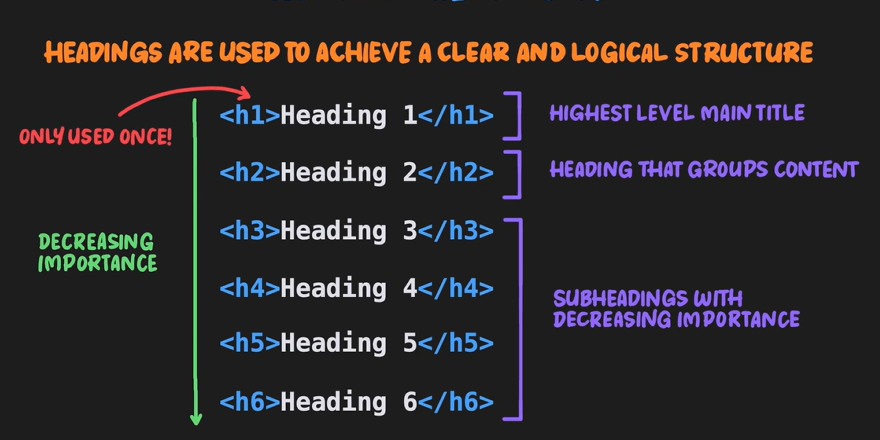 HEADINGS ARE USED TO ACHIEVE A CLEAR AND LOGICAL STRUCTURE
ONLY USED ONCE!
<h1>Heading 1</h1>
HIGHEST LEVEL MAIN TITLE
<h2>Heading 2</h2>
HEADING THAT GROUPS CONTENT
DECREASING
IMPORTANCE
<h3>Heading 3</h3>
<h4>Heading 4</h4>
<h5>Heading 5</h5>
<h6>Heading 6</h6>
SUBHEADINGS WITH
DECREASING IMPORTANCE